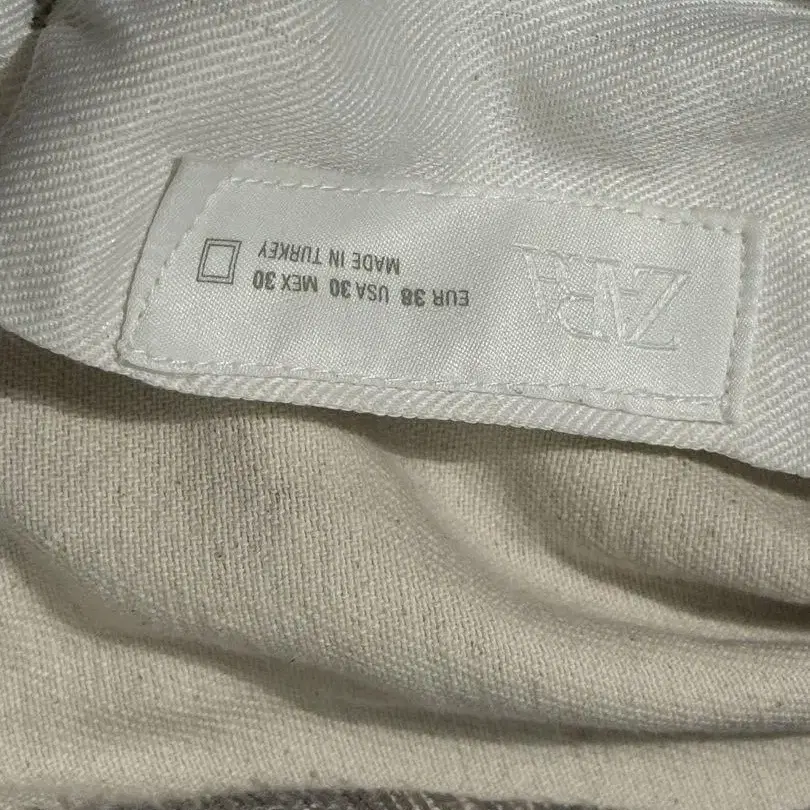 ZARA
EUR 38 USA 30 MEX 30
MADE IN TURKEY